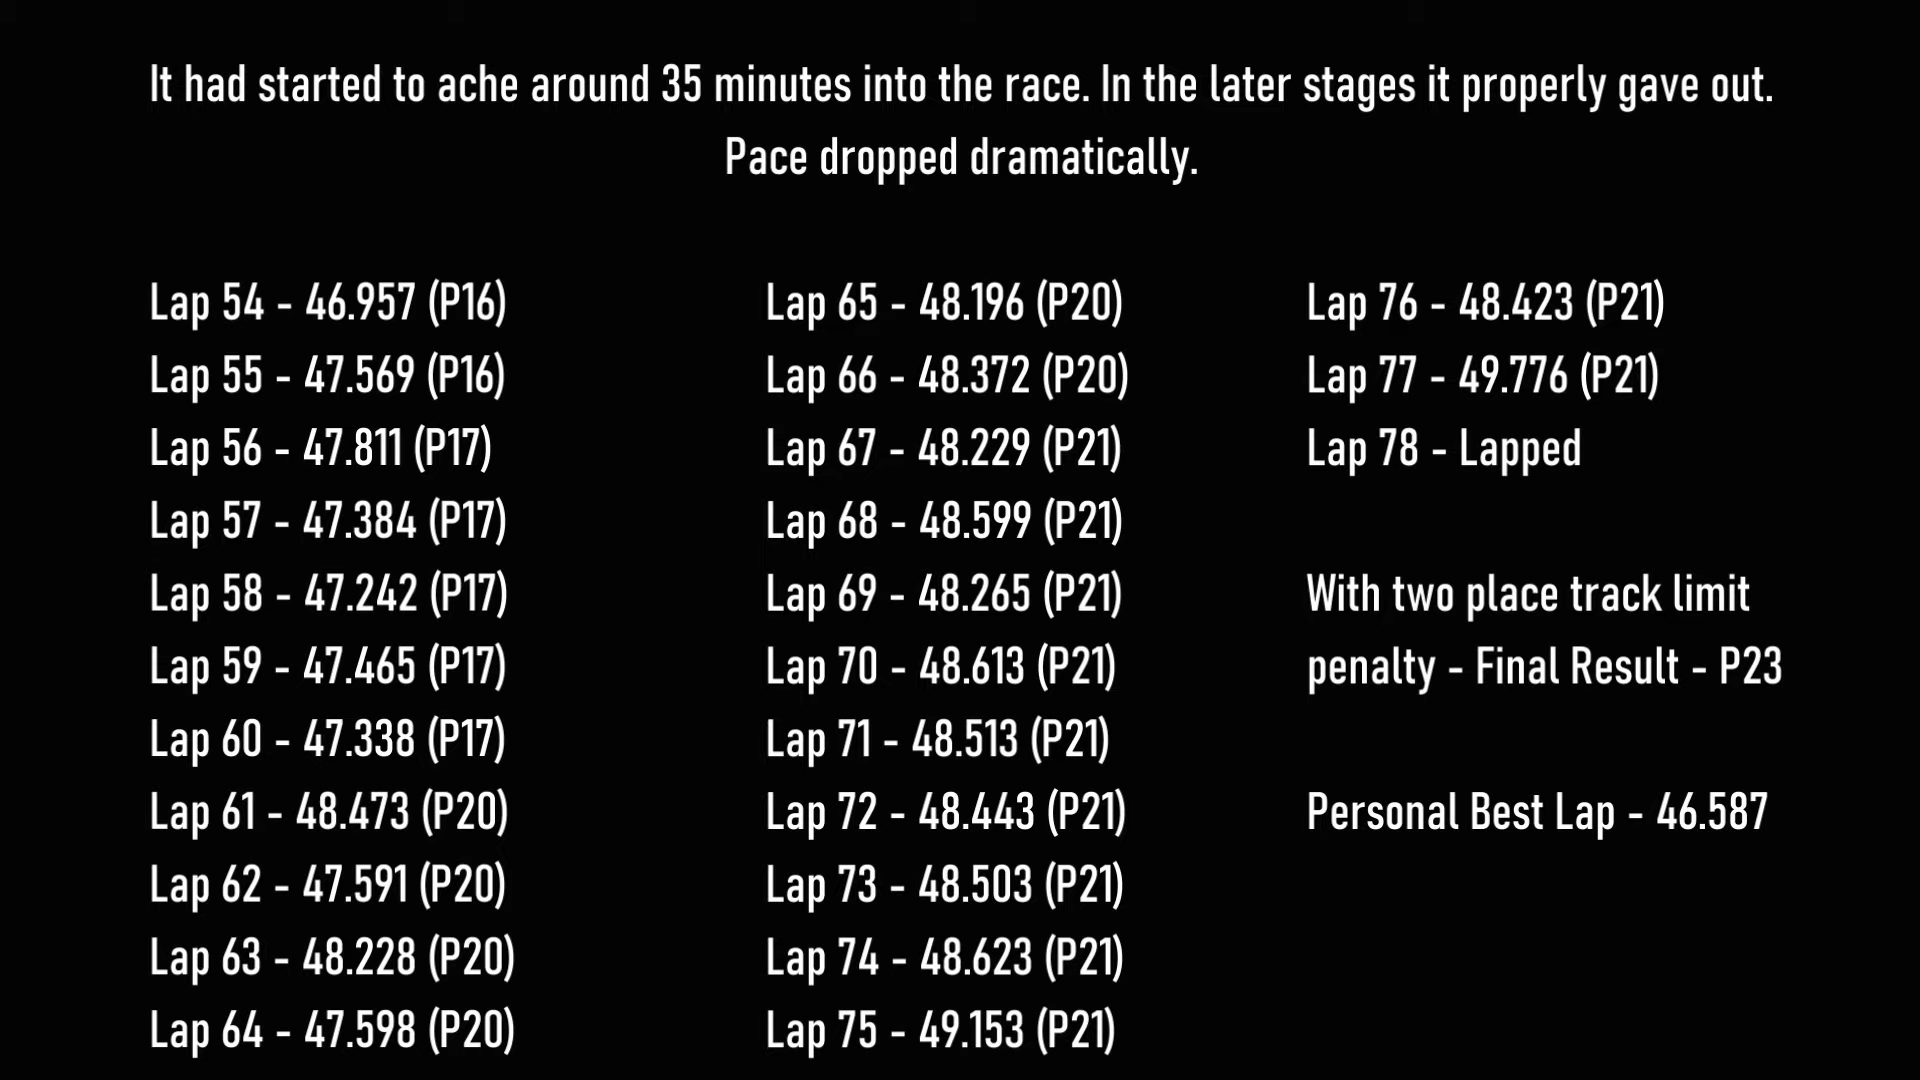 It had started to ache around 35 minutes into the race. In the later stages it properly gave out.
Pace dropped dramatically.
Lap 54 - 46.957 (P16)
Lap 55 - 47.569 (P16)
Lap 56 - 47.811 (P17)
Lap 57 - 47.384 (P17)
Lap 58 - 47.242 (P17)
Lap 59 - 47.465 (P17)
Lap 60 - 47.338 (P17)
Lap 61 - 48.473 (P20)
Lap 62 - 47.591 (P20)
Lap 63 - 48.228 (P20)
Lap 64 - 47.598 (P20)
Lap 65 - 48.196 (P20)
Lap 66 - 48.372 (P20)
Lap 67 - 48.229 (P21)
Lap 68 - 48.599 (P21)
Lap 69 - 48.265 (P21)
Lap 70 - 48.613 (P21)
Lap 71 - 48.513 (P21)
Lap 72 - 48.443 (P21)
Lap 73 - 48.503 (P21)
Lap 74 - 48.623 (P21)
Lap 75 - 49.153 (P21)
Lap 76 - 48.423 (P21)
Lap 77 - 49.776 (P21)
Lap 78 - Lapped
With two place track limit
penalty - Final Result - P23
Personal Best Lap - 46.587